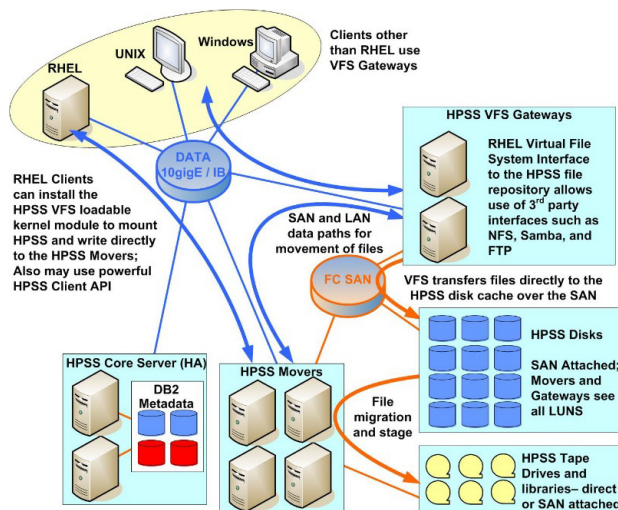 Windows
UNIX
RHEL
Clients other
than RHEL use
VFS Gateways
DATA
10gigE / IB
HPSS VFS Gateways
RHEL Virtual File
System Interface
to the HPSS file
repository allows
use of 3rd party
interfaces such as
NFS, Samba, and
FTP
RHEL Clients
can install the
HPSS VFS loadable
kernel module to mount
HPSS and write directly
to the HPSS Movers;
Also may use powerful
HPSS Client API
SAN and LAN
data paths for
movement of files
FC SAN
VFS transfers files directly to the
HPSS disk cache over the SAN
HPSS Disks
SAN Attached;
Movers and
Gateways see
all LUNS
HPSS Core Server (HA)
DB2
Metadata
HPSS Movers
File
migration
and stage
HPSS Tape
Drives and
libraries– direct
or SAN attached